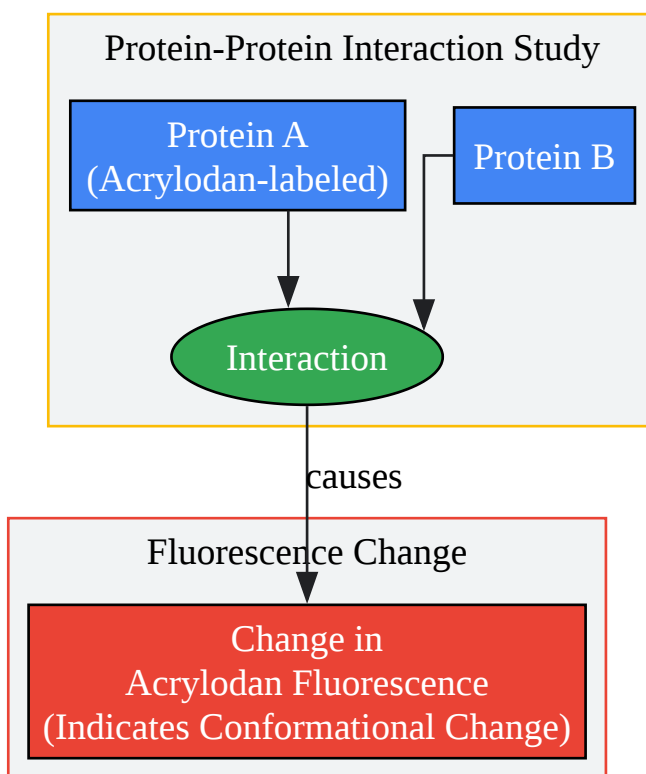 Protein-Protein Interaction Study
Protein A
(Acrylodan-labeled)
Protein B
Interaction
causes
Fluorescence Change
Change in
Acrylodan Fluorescence
(Indicates Conformational Change)